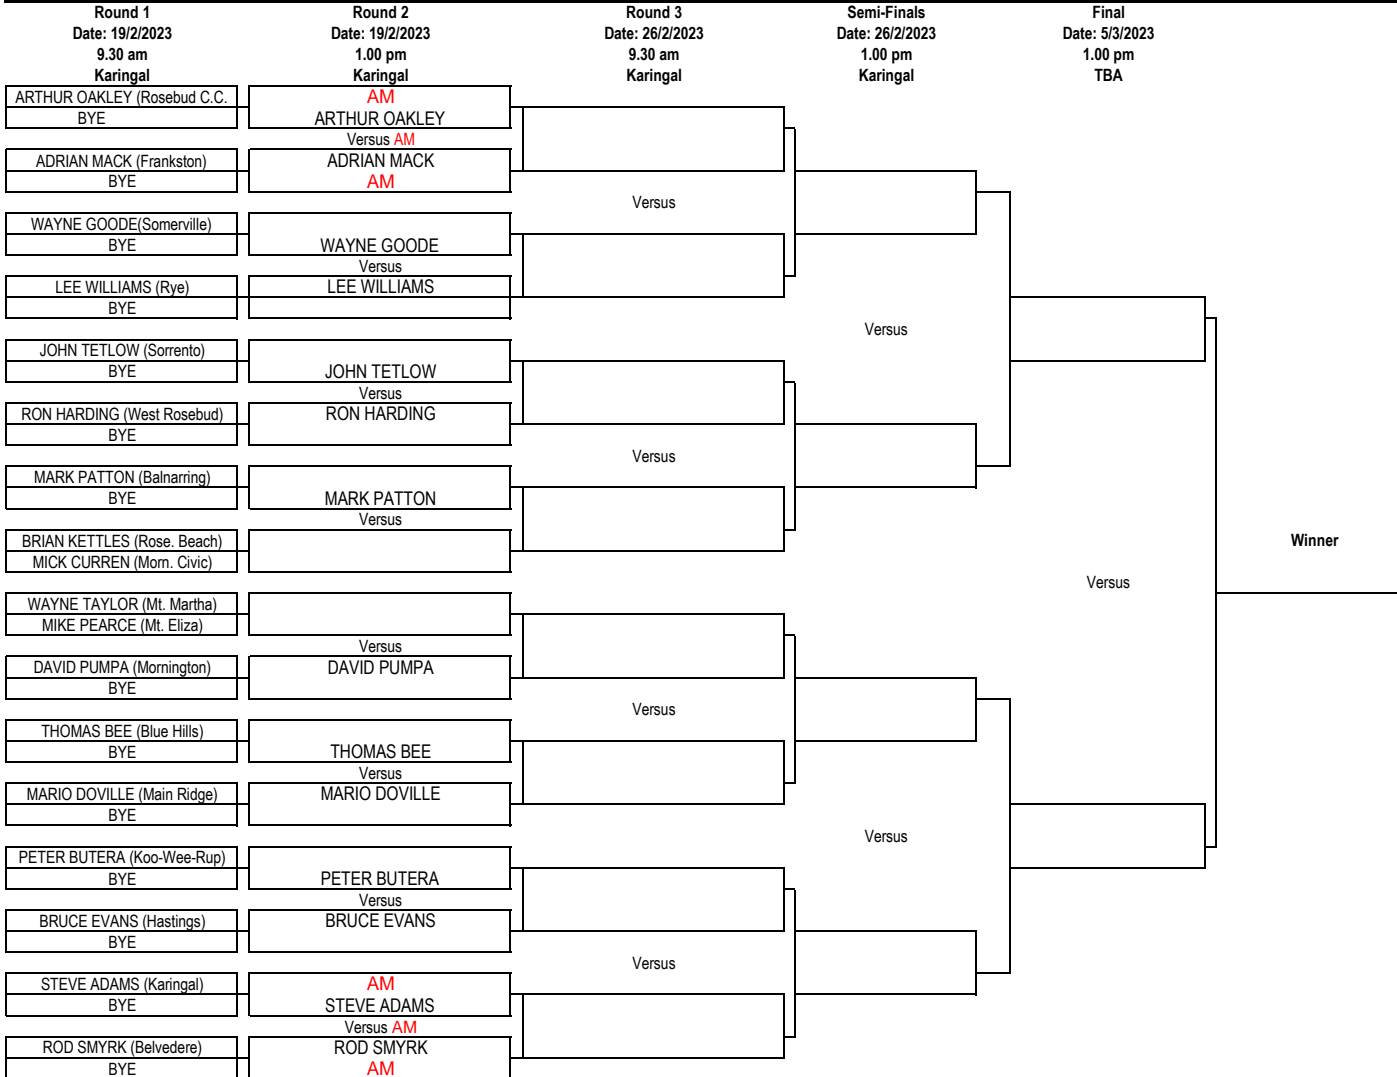 Round 1
Date: 19/2/2023
9.30 am
Karingal
Round 2
Date: 19/2/2023
1.00 pm
Karingal
Round 3
Date: 26/2/2023
9.30 am
Karingal
Semi-Finals
Date: 26/2/2023
1.00 pm
Karingal
Final
Date: 5/3/2023
1.00 pm
TBA
ARTHUR OAKLEY (Rosebud C.C.
BYE
ADRIAN MACK (Frankston)
BYE
WAYNE GOODE(Somerville)
BYE
LEE WILLIAMS (Rye)
BYE
JOHN TETLOW (Sorrento)
BYE
RON HARDING (West Rosebud)
BYE
MARK PATTON (Balnarring)
BYE
BRIAN KETTLES (Rose. Beach)
MICK CURREN (Morn. Civic)
WAYNE TAYLOR (Mt. Martha)
MIKE PEARCE (Mt. Eliza)
DAVID PUMPA (Mornington)
BYE
THOMAS BEE (Blue Hills)
BYE
MARIO DOVILLE (Main Ridge)
BYE
PETER BUTERA (Koo-Wee-Rup)
BYE
BRUCE EVANS (Hastings)
BYE
STEVE ADAMS (Karingal)
BYE
ROD SMYRK (Belvedere)
BYE
AM
ARTHUR OAKLEY
Versus AM
ADRIAN MACK
AM
WAYNE GOODE
Versus
LEE WILLIAMS
JOHN TETLOW
Versus
RON HARDING
MARK PATTON
Versus
Versus
DAVID PUMPA
THOMAS BEE
Versus
MARIO DOVILLE
PETER BUTERA
Versus
BRUCE EVANS
AM
STEVE ADAMS
Versus AM
ROD SMYRK
AM
Versus
Versus
Versus
Versus
Versus
Versus
Versus
Winner